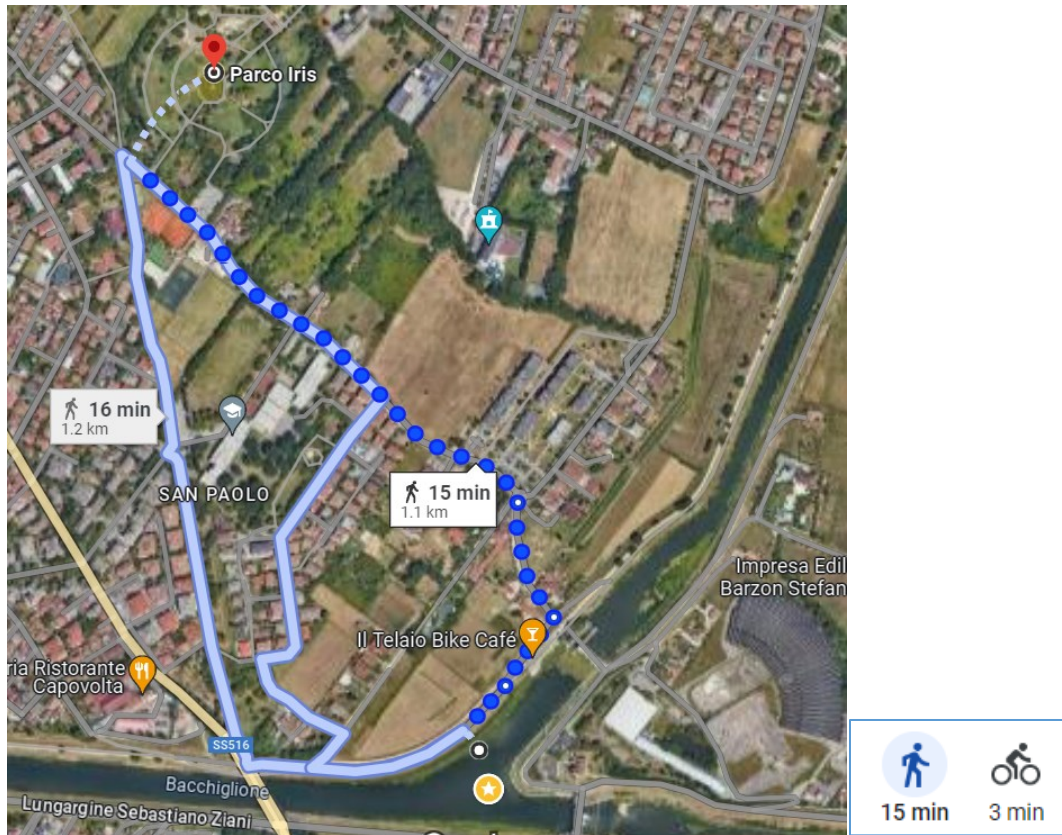 Parco Iris
16 min
1.2 km
SAN PAOLO
15 min
1.1 km
Impresa Edil
Barzon Stefan
Il Telaio Bike Café
ria Ristorante
Capovolta
SS516
Bacchiglione
Lungargine Sebastiano Ziani
15 min
3 min